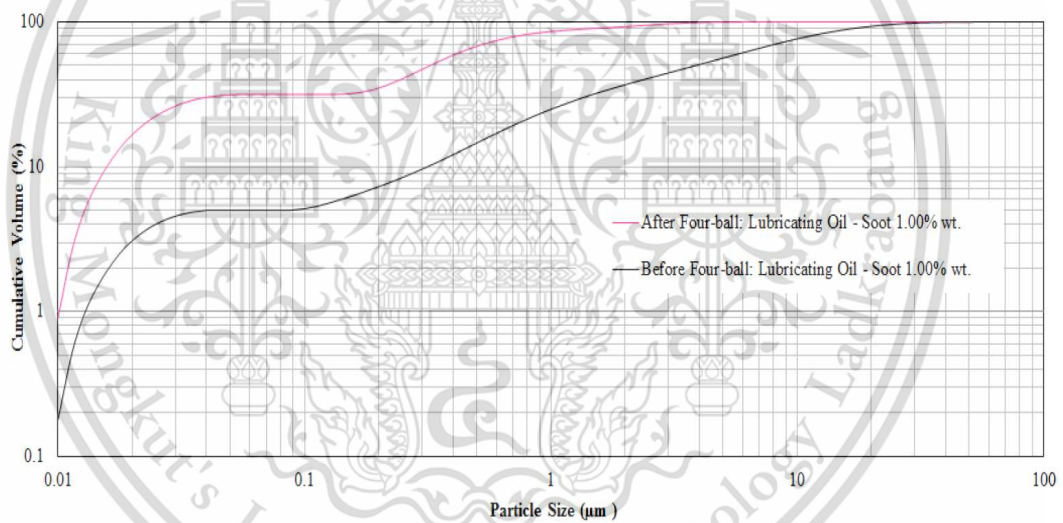 100
10
1
0.1
Cumulative Volume (%)
0.01
0.1
1
10
100
Particle Size (µm )
After Four-ball: Lubricating Oil - Soot 1.00% wt.
Before Four-ball: Lubricating Oil - Soot 1.00% wt.
King Mongkut's
Ladkrabang